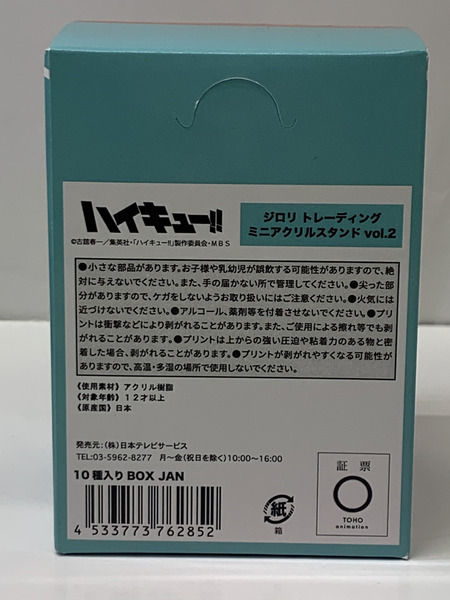 ハイキュー!!
©古舘春一／集英社・「ハイキュー!!」製作委員会・MBS
ジロリ トレーディング
ミニアクリルスタンド vol.2
●小さな部品があります。お子様や乳幼児が誤飲する可能性がありますので、絶
対に与えないでください。また、手の届かない所で管理してください。●尖った部
分がありますので、ケガをしないようお取り扱いにはご注意ください。●火気には
近づけないでください。●アルコール、薬剤等を付着させないでください。●プリ
ントは衝撃などにより剥がれることがあります。また、ご使用による擦れ等でも剥
がれることがあります。●プリントは上からの強い圧迫や粘着力のある物と密
着した場合、剥がれることがあります。●プリントが剥がれやすくなる可能性が
ありますので、高温・多湿の場所で使用しないでください。
《使用素材》アクリル樹脂
《対象年齢》12才以上
《原産国》日本
発売元：(株)日本テレビサービス
TEL:03-5962-8277 月〜金(祝日を除く)10:00〜16:00
10種入りBOX JAN
4 533773 762852
紙
箱
証票
TOHO
animation